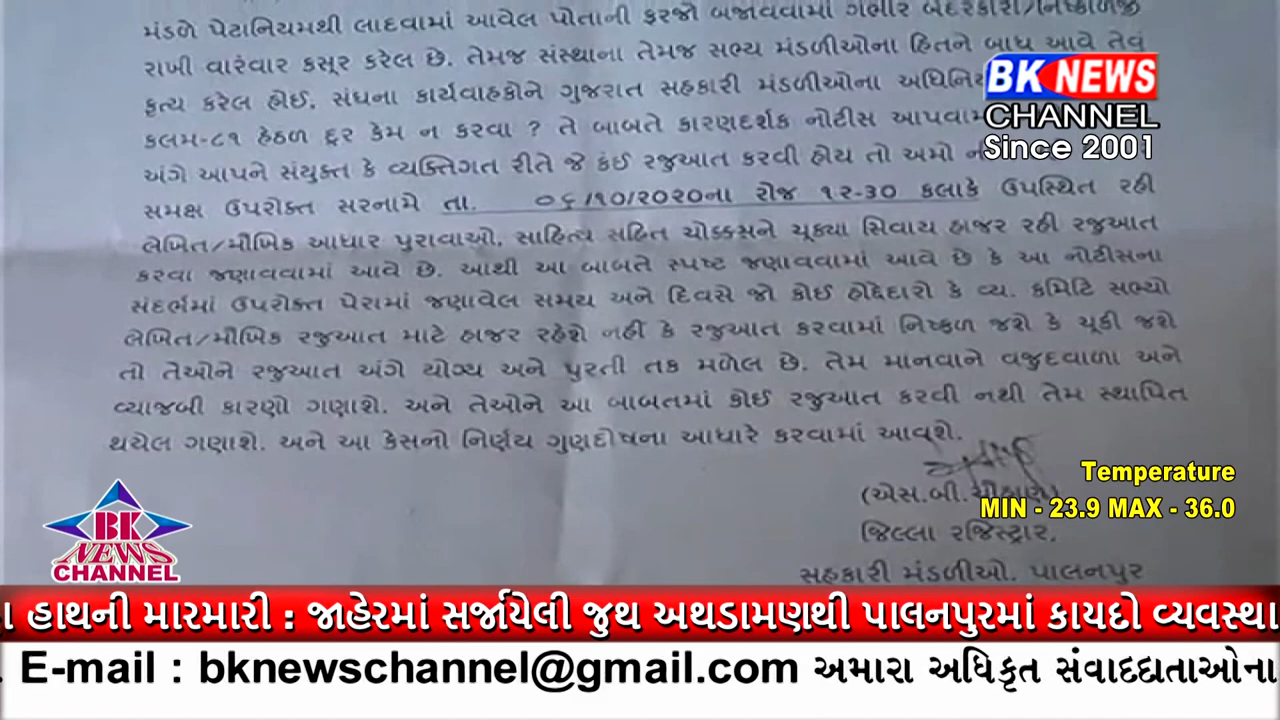 મંડળે પેટાનિયમથી લાદવામાં આવેલ પોતાની ફરજો બજાવવામાં ગંભીર બેદરકારી/નિષ્કાળજી
રાખી વારંવાર કસૂર કરેલ છે. તેમજ સંસ્થાના તેમજ સભ્ય મંડળીઓના હિતને બાધ આવે તેવું
કૃત્ય કરેલ હોઈ, સંઘના કાર્યવાહકોને ગુજરાત સહકારી મંડળીઓના
કલમ-૮૧ હેઠળ દૂર કેમ ન કરવા ? તે બાબતે કારણદર્શક નોટીસ
અંગે આપને સંયુક્ત કે વ્યક્તિગત રીતે જે કંઈ રજુઆત કરવી હોય તો અમો
સમક્ષ ઉપરોક્ત સરનામે તા. ૦૬/૧૦/૨૦૨૦ના રોજ ૧૨-૩૦ કલાકે ઉપસ્થિત રહી
લેખિત/મૌખિક આધાર પુરાવાઓ, સાહિત્ય સહિત ચોક્કસને ચૂક્યા સિવાય હાજર રહી રજુઆત
કરવા જણાવવામાં આવે છે. આથી આ બાબતે સ્પષ્ટ જણાવવામાં આવે છે કે આ નોટીસના
સંદર્ભમાં ઉપરોક્ત પેરામાં જણાવેલ સમય અને દિવસે જો કોઈ હોદ્દેદારો કે વ્ય. કમિટિ સભ્યો
લેખિત/મૌખિક રજુઆત માટે હાજર રહેશે નહીં કે રજુઆત કરવામાં નિષ્ફળ જશે કે ચૂકી જશે
તો તેઓને રજુઆત અંગે યોગ્ય અને પુરતી તક મળેલ છે. તેમ માનવાને વજુદવાળા અને
વ્યાજબી કારણો ગણાશે. અને તેઓને આ બાબતમાં કોઈ રજુઆત કરવી નથી તેમ સ્થાપિત
થયેલ ગણાશે. અને આ કેસનો નિર્ણય ગુણદોષના આધારે કરવામાં આવશે.
(એસ.બી.
જિલ્લા રજિસ્ટ્રાર,
સહકારી મંડળીઓ, પાલનપુર
BK NEWS
CHANNEL
Since 2001
Temperature
MIN - 23.9 MAX - 36.0
BK
NEWS
CHANNEL
હાથની મારમારી : જાહેરમાં સર્જાયેલી જુથ અથડામણથી પાલનપુરમાં કાયદો વ્યવસ્થા
E-mail : bknewschannel@gmail.com અમારા અધિકૃત સંવાદદાતાઓના